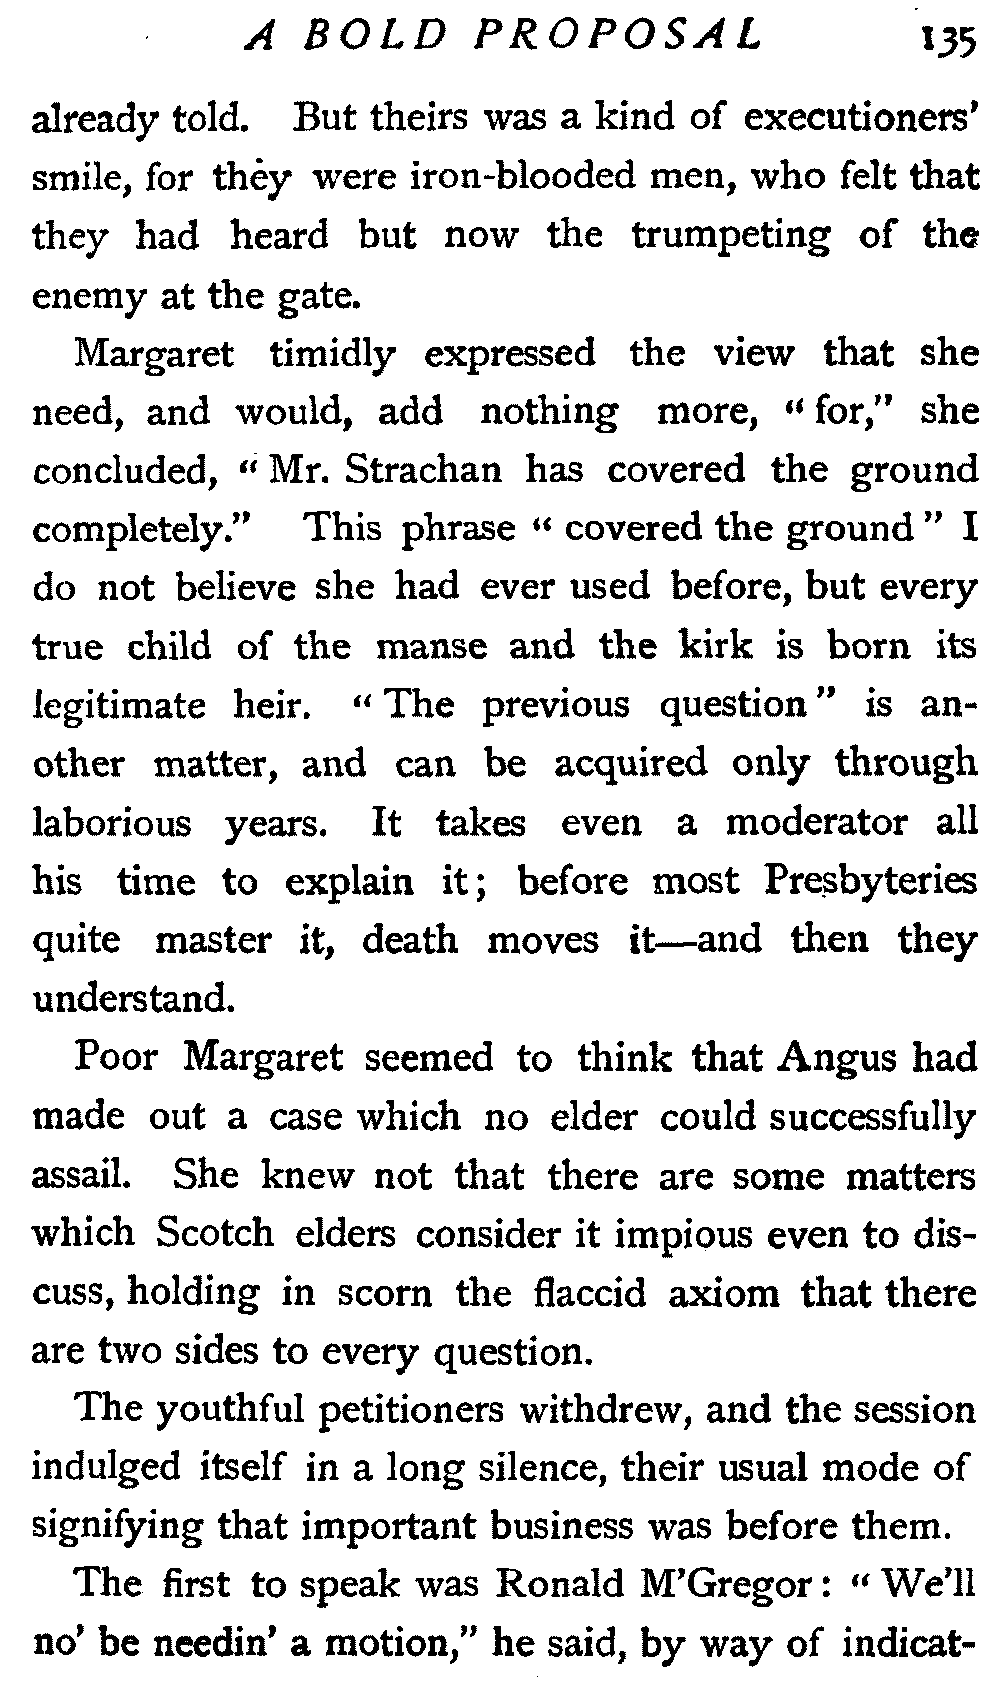 A BOLD PROPOSAL 135
already told. But theirs was a kind of executioners'
smile, for they were iron-blooded men, who felt that
they had heard but now the trumpeting of the
enemy at the gate.
Margaret timidly expressed the view that she
need, and would, add nothing more, "for," she
concluded, "Mr. Strachan has covered the ground
completely." This phrase "covered the ground" I
do not believe she had ever used before, but every
true child of the manse and the kirk is born its
legitimate heir. "The previous question" is an-
other matter, and can be acquired only through
laborious years. It takes even a moderator all
his time to explain it; before most Presbyteries
quite master it, death moves it—and then they
understand.
Poor Margaret seemed to think that Angus had
made out a case which no elder could successfully
assail. She knew not that there are some matters
which Scotch elders consider it impious even to dis-
cuss, holding in scorn the flaccid axiom that there
are two sides to every question.
The youthful petitioners withdrew, and the session
indulged itself in a long silence, their usual mode of
signifying that important business was before them.
The first to speak was Ronald M'Gregor: "We'll
no' be needin' a motion," he said, by way of indicat-